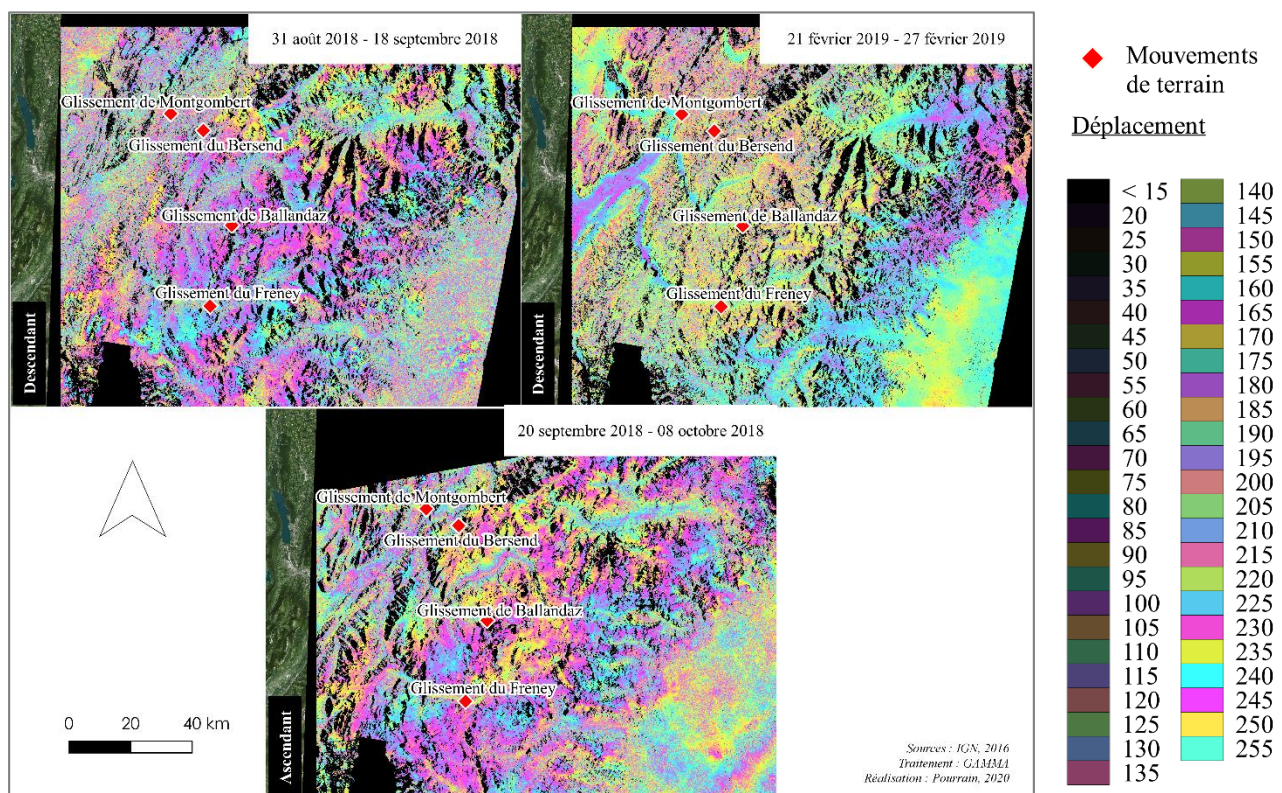 31 août 2018 - 18 septembre 2018
Glissement de Montgombert
Glissement du Bersend
Glissement de Ballandaz
Glissement du Freney
Descendant
21 février 2019 - 27 février 2019
Glissement de Montgombert
Glissement du Bersend
Glissement de Ballandaz
Glissement du Freney
Descendant
20 septembre 2018 - 08 octobre 2018
Glissement de Montgombert
Glissement du Bersend
Glissement de Ballandaz
Glissement du Freney
Ascendant
0 20 40 km
Sources : IGN, 2016
Traitement : GAMMA
Réalisation : Pourrain, 2020
Mouvements
de terrain
Déplacement
< 15 140
20 145
25 150
30 155
35 160
40 165
45 170
50 175
55 180
60 185
65 190
70 195
75 200
80 205
85 210
90 215
95 220
100 225
105 230
110 235
115 240
120 245
125 250
130 255
135